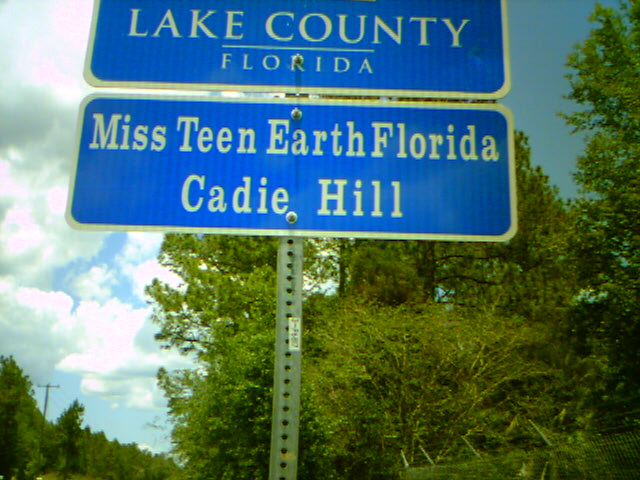 LAKE COUNTY
FLORIDA
Miss Teen Earth Florida
Cadie Hill